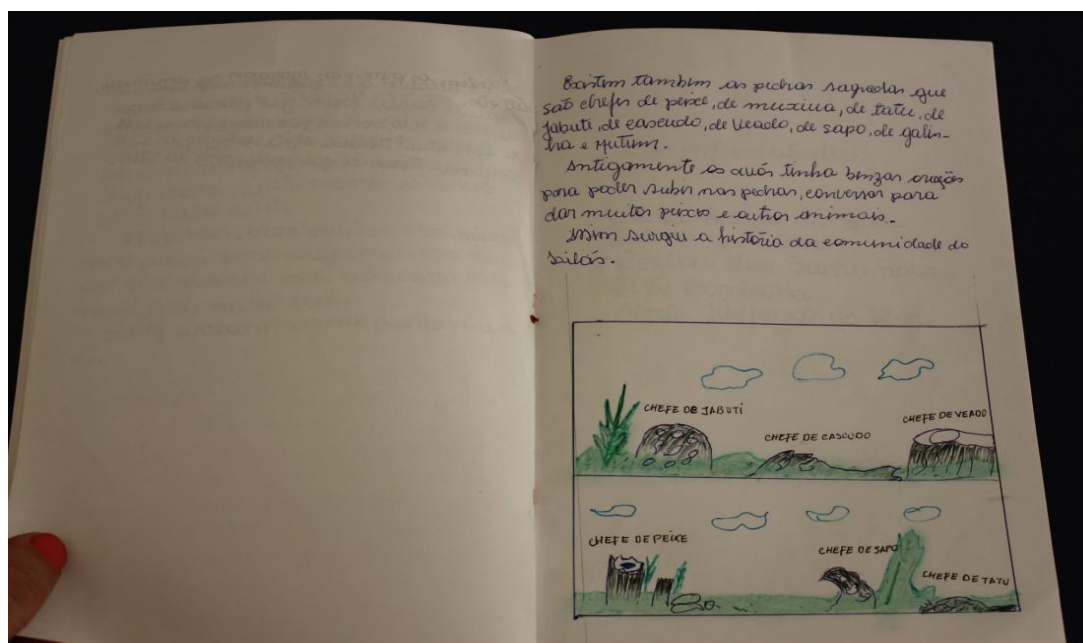 Existem também as pedras sagradas que
são chefes de peixe, de muxiua, de tatu, de
Jabuti, de cascudo, de Veado, de sapo, de galin-
ha e Mutum.
Antigamente os avós tinha benzan orações
para poder subir nas pedras, conversar para
dar muitos peixes e outros animais.
Assim surgiu a história da comunidade do
CHEFE DE JABUTI
CHEFE DE CASCUDO
CHEFE DE VEADO
CHEFE DE PEIXE
CHEFE DE SAPO
CHEFE DE TATU